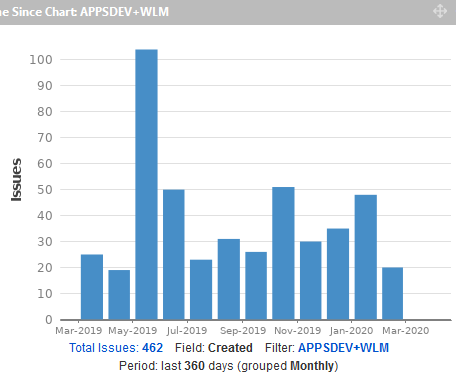 ne Since Chart: APPSDEV+WLM
Issues
100
90
80
70
60
50
40
30
20
10
0
Mar-2019 May-2019 Jul-2019 Sep-2019 Nov-2019 Jan-2020 Mar-2020
Total Issues: 462 Field: Created Filter: APPSDEV+WLM
Period: last 360 days (grouped Monthly)